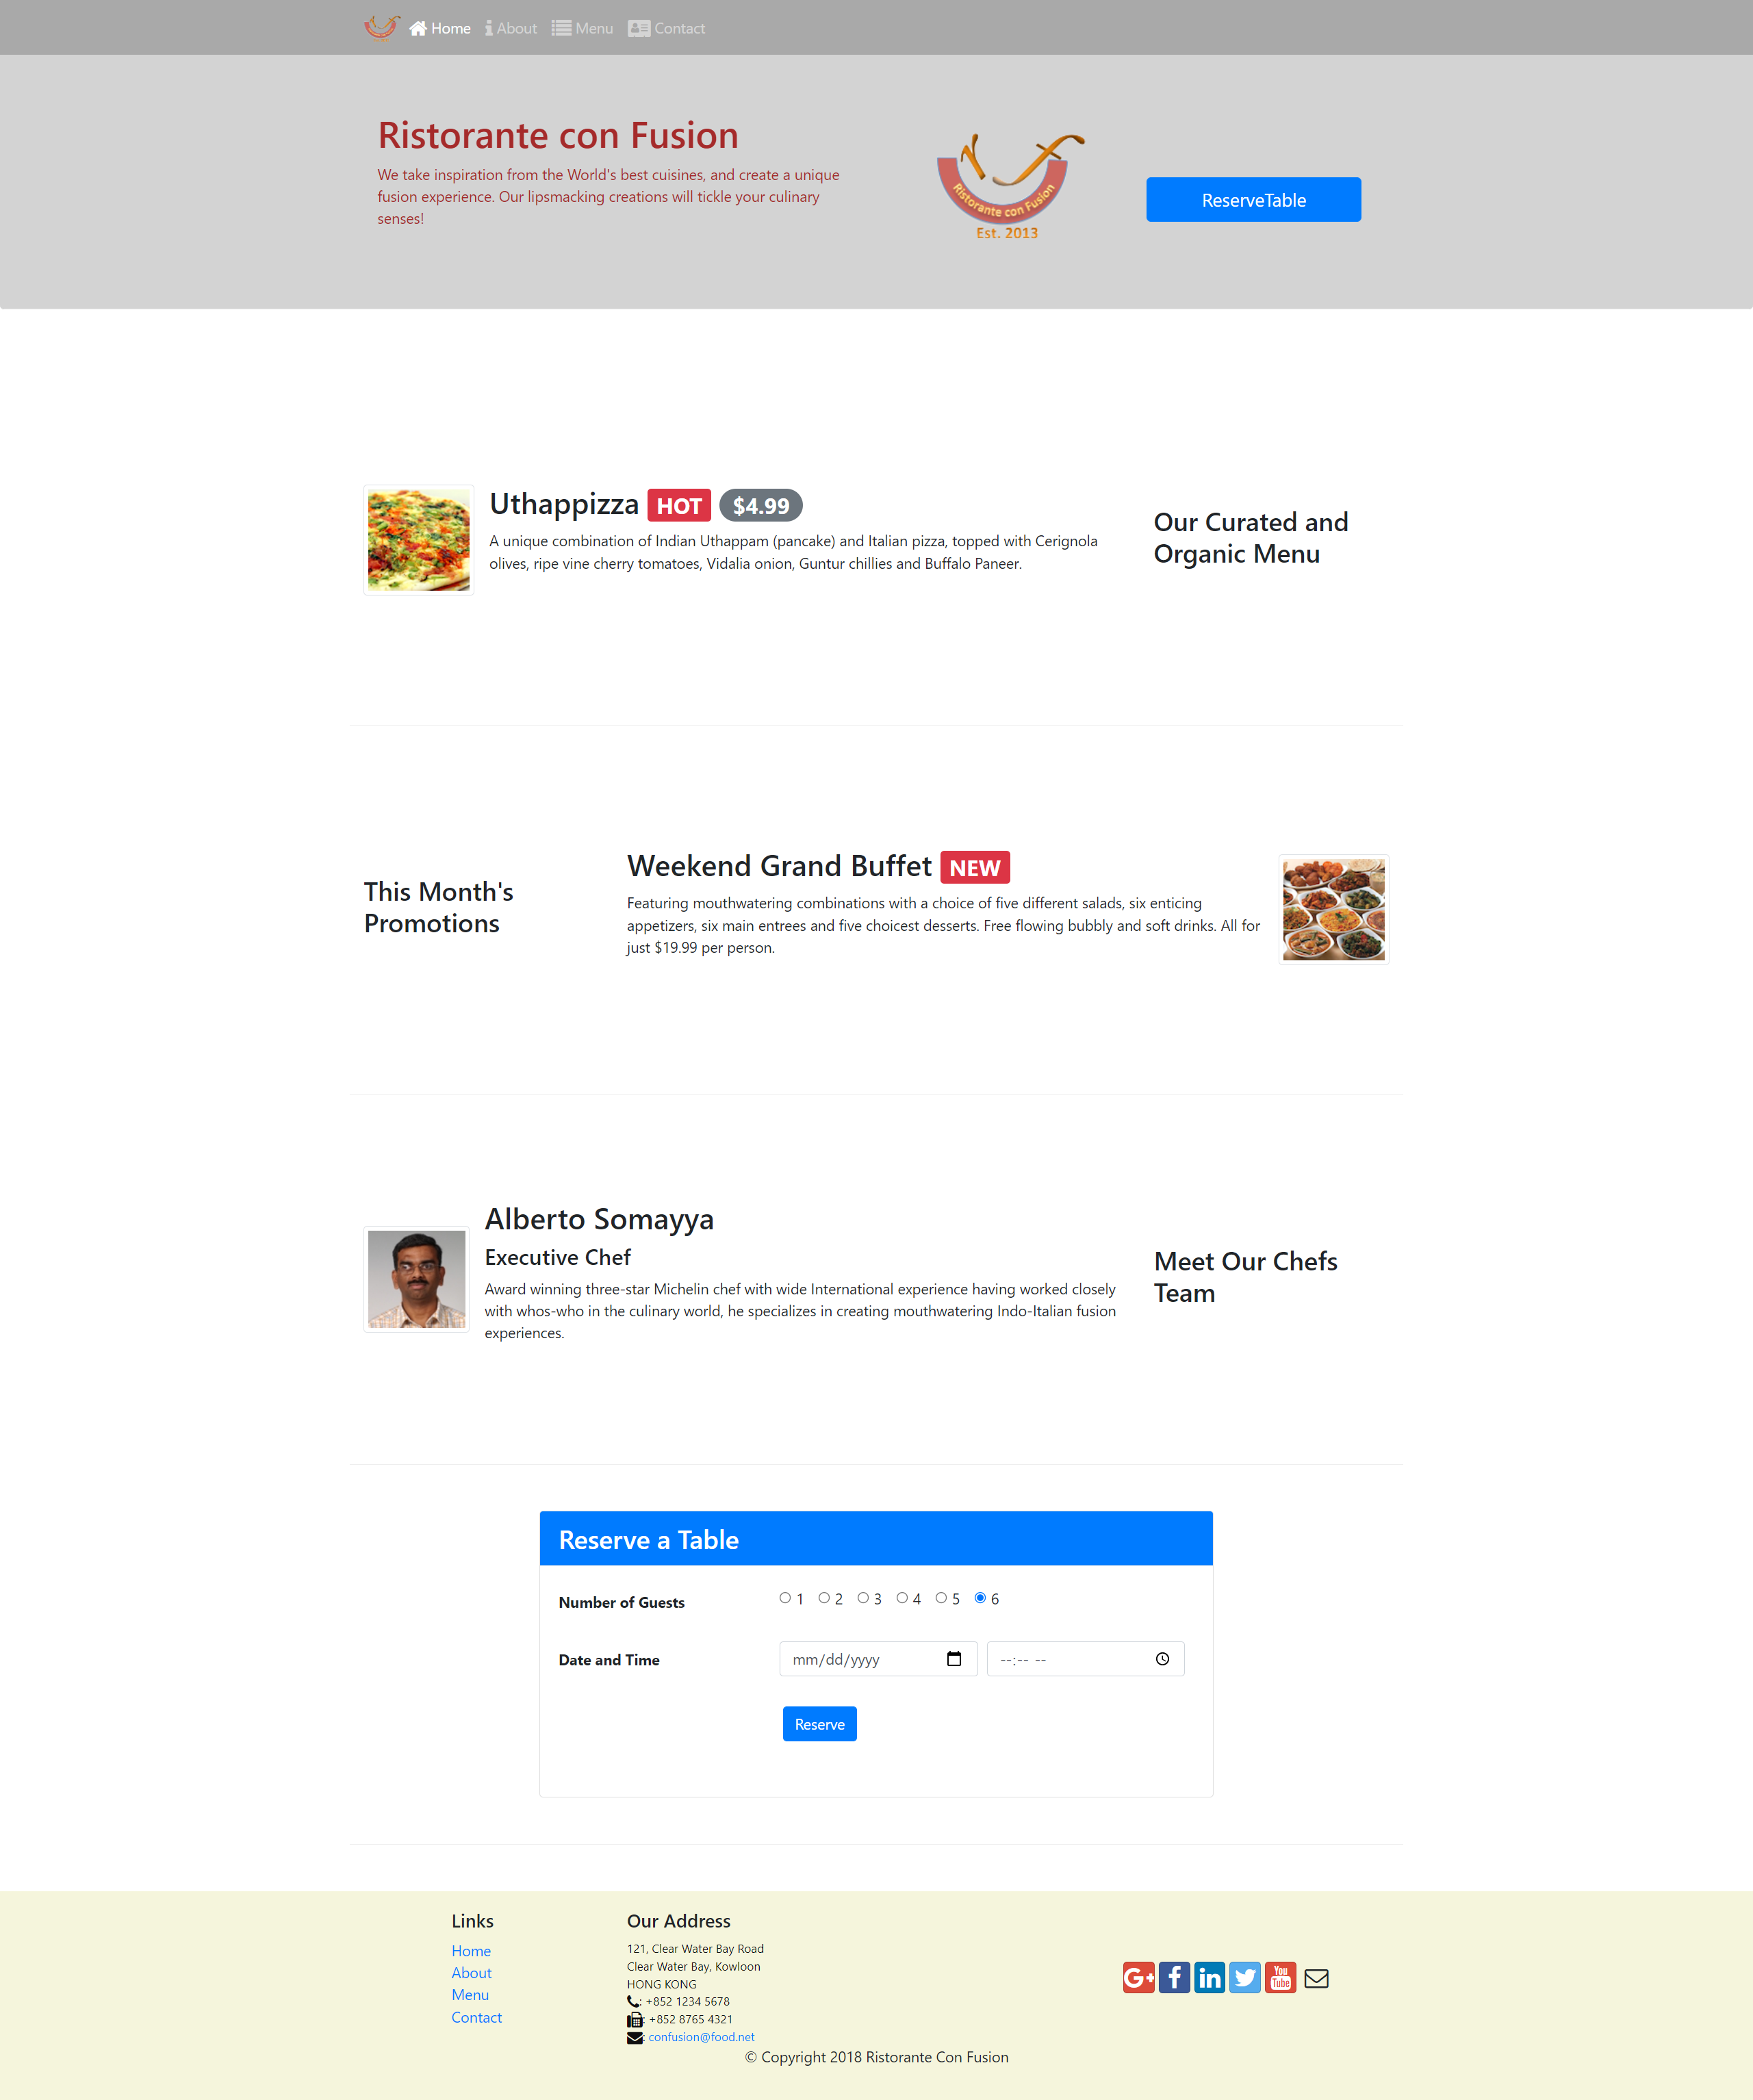 Home About Menu Contact
Ristorante con Fusion
We take inspiration from the World's best cuisines, and create a unique
fusion experience. Our lipsmacking creations will tickle your culinary
senses!
Ristorante con Fusion
Est. 2013
ReserveTable
Uthappizza HOT $4.99
A unique combination of Indian Uthappam (pancake) and Italian pizza, topped with Cerignola
olives, ripe vine cherry tomatoes, Vidalia onion, Guntur chillies and Buffalo Paneer.
Our Curated and
Organic Menu
This Month's
Promotions
Weekend Grand Buffet NEW
Featuring mouthwatering combinations with a choice of five different salads, six enticing
appetizers, six main entrees and five choicest desserts. Free flowing bubbly and soft drinks. All for
just $19.99 per person.
Alberto Somayya
Executive Chef
Award winning three-star Michelin chef with wide International experience having worked closely
with whos-who in the culinary world, he specializes in creating mouthwatering Indo-Italian fusion
experiences.
Meet Our Chefs
Team
Reserve a Table
Number of Guests 1 2 3 4 5 6
Date and Time mm/dd/yyyy --:-- --
Reserve
Links
Home
About
Menu
Contact
Our Address
121, Clear Water Bay Road
Clear Water Bay, Kowloon
HONG KONG
: +852 1234 5678
: +852 8765 4321
: confusion@food.net
G+ f in You Tube
© Copyright 2018 Ristorante Con Fusion